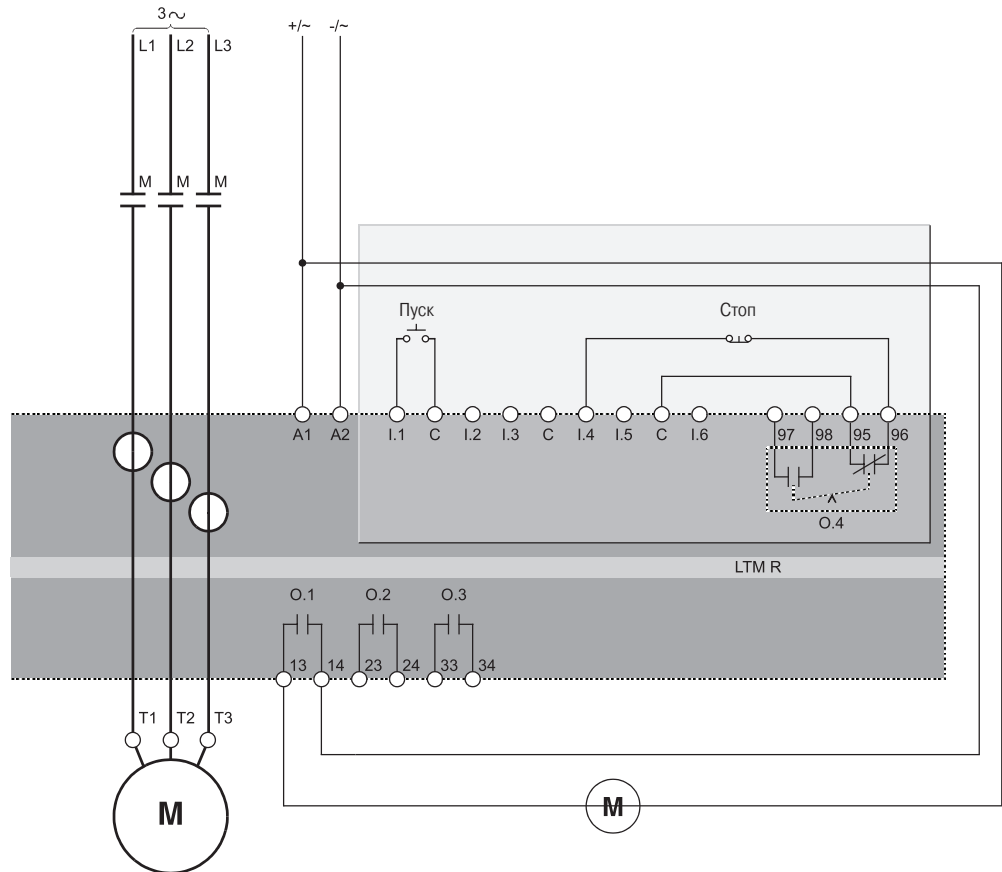 3~
+/~ -/~
L1 L2 L3
M M M
Пуск Стоп
A1 A2 I.1 C I.2 I.3 C I.4 I.5 C I.6 97 98 95 96
O.4
LTM R
O.1 O.2 O.3
13 14 23 24 33 34
T1 T2 T3
M
M